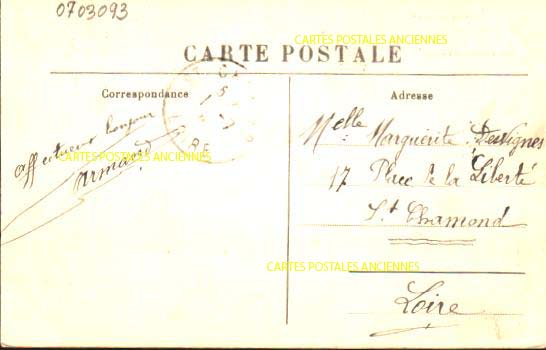 0703093
CARTES POSTALES ANCIENNES
CARTE POSTALE
Correspondance
affectueux bonjour
CARTES POSTALES ANCIENNES
Armand
Adresse
Melle Marguerite Desvignes
17 Place de la Liberté
St Chamond
CARTES POSTALES ANCIENNES
Loire